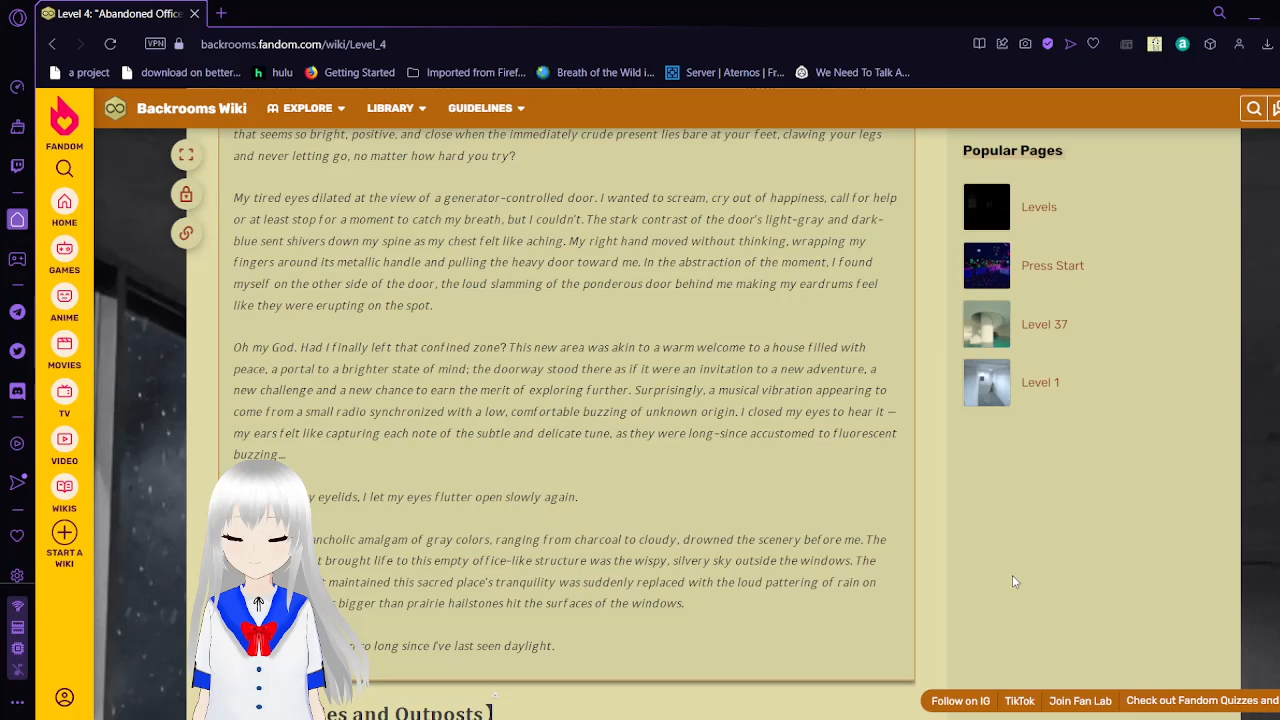 Level 4: "Abandoned Office
backrooms.fandom.com/wiki/Level_4
VPN
a project
download on better...
hulu
Getting Started
Imported from Firef...
Breath of the Wild i...
Server | Aternos | Fr...
We Need To Talk A...
FANDOM
HOME
GAMES
ANIME
MOVIES
TV
VIDEO
WIKIS
START A
WIKI
Backrooms Wiki
EXPLORE
LIBRARY
GUIDELINES
that seems so bright, positive, and close when the immediately crude present lies bare at your feet, clawing your legs
and never letting go, no matter how hard you try?
My tired eyes dilated at the view of a generator-controlled door. I wanted to scream, cry out of happiness, call for help
or at least stop for a moment to catch my breath, but I couldn't. The stark contrast of the door's light-gray and dark-
blue sent shivers down my spine as my chest felt like aching. My right hand moved without thinking, wrapping my
fingers around its metallic handle and pulling the heavy door toward me. In the abstraction of the moment, I found
myself on the other side of the door, the loud slamming of the ponderous door behind me making my eardrums feel
like they were erupting on the spot.
Oh my God. Had I finally left that confined zone? This new area was akin to a warm welcome to a house filled with
peace, a portal to a brighter state of mind; the doorway stood there as if it were an invitation to a new adventure, a
new challenge and a new chance to earn the merit of exploring further. Surprisingly, a musical vibration appearing to
come from a small radio synchronized with a low, comfortable buzzing of unknown origin. I closed my eyes to hear it —
my ears felt like capturing each note of the subtle and delicate tune, as they were long-since accustomed to fluorescent
buzzing...
y eyelids, I let my eyes flutter open slowly again.
ancholic amalgam of gray colors, ranging from charcoal to cloudy, drowned the scenery before me. The
t brought life to this empty office-like structure was the wispy, silvery sky outside the windows. The
maintained this sacred place's tranquility was suddenly replaced with the loud pattering of rain on
bigger than prairie hailstones hit the surfaces of the windows.
so long since I've last seen daylight.
es and Outposts】
Popular Pages
Levels
Press Start
Level 37
Level 1
Follow on IG
TikTok
Join Fan Lab
Check out Fandom Quizzes and